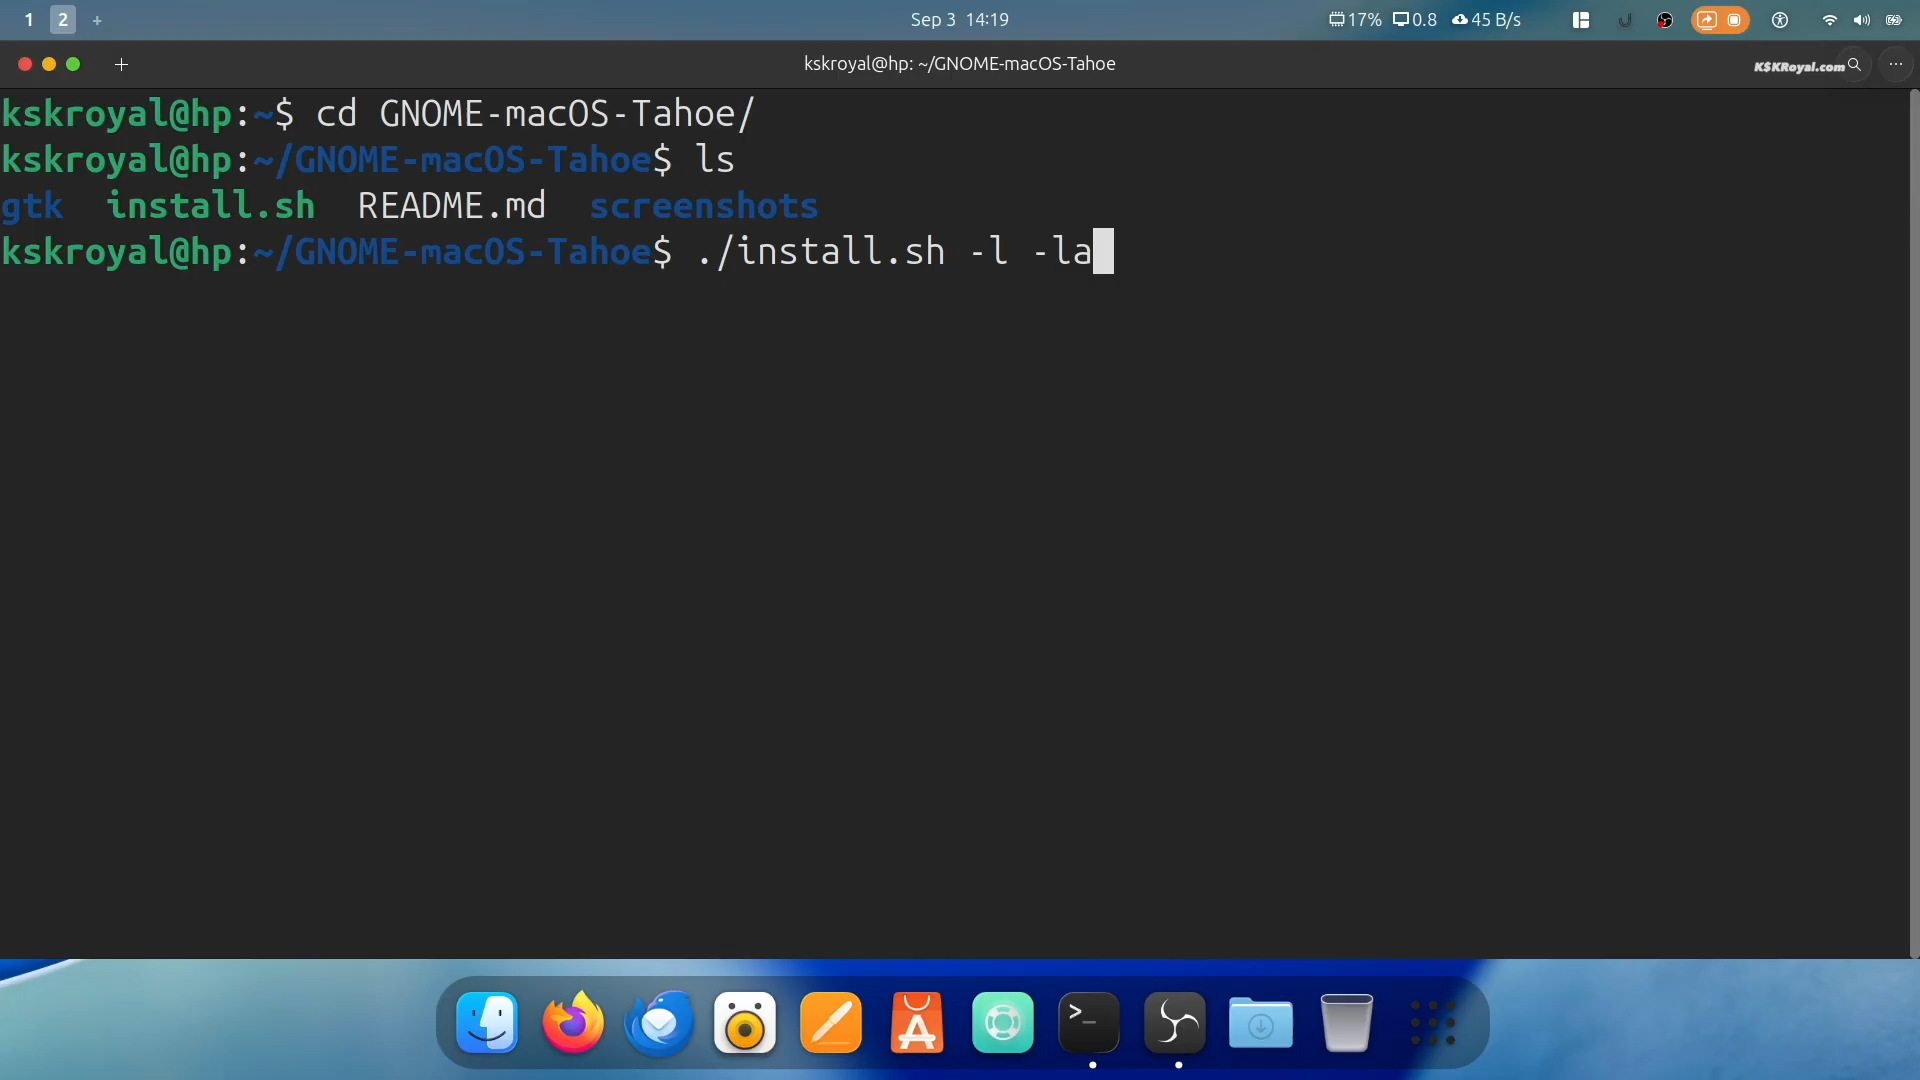 1 2 + Sep 3 14:19 17% 0.8 45 B/s
+ kskroyal@hp: ~/GNOME-macOS-Tahoe K$KRoyal.com
kskroyal@hp:~$ cd GNOME-macOS-Tahoe/
kskroyal@hp:~/GNOME-macOS-Tahoe$ ls
gtk install.sh README.md screenshots
kskroyal@hp:~/GNOME-macOS-Tahoe$ ./install.sh -l -la